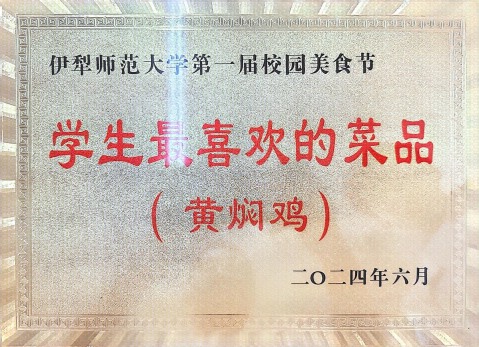 伊犁师范大学第一届校园美食节
学生最喜欢的菜品
（黄焖鸡）
二〇二四年六月